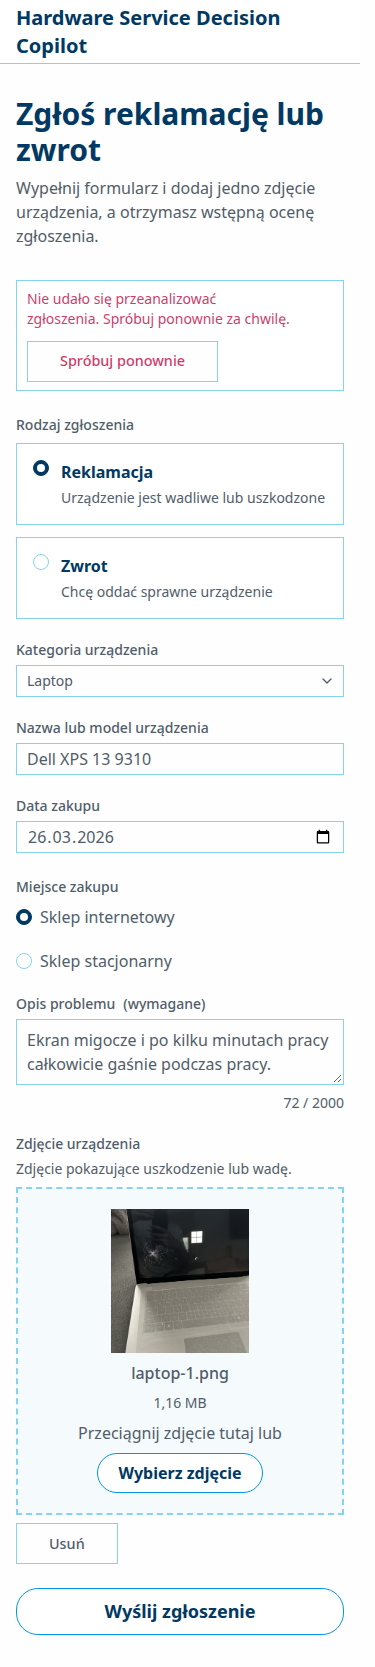 Hardware Service Decision
Copilot
Zgłoś reklamację lub
zwrot
Wypełnij formularz i dodaj jedno zdjęcie
urządzenia, a otrzymasz wstępną ocenę
zgłoszenia.
Nie udało się przeanalizować
zgłoszenia. Spróbuj ponownie za chwilę.
Spróbuj ponownie
Rodzaj zgłoszenia
Reklamacja
Urządzenie jest wadliwe lub uszkodzone
Zwrot
Chcę oddać sprawne urządzenie
Kategoria urządzenia
Laptop
Nazwa lub model urządzenia
Dell XPS 13 9310
Data zakupu
26.03.2026
Miejsce zakupu
Sklep internetowy
Sklep stacjonarny
Opis problemu (wymagane)
Ekran migocze i po kilku minutach pracy
całkowicie gaśnie podczas pracy.
72 / 2000
Zdjęcie urządzenia
Zdjęcie pokazujące uszkodzenie lub wadę.
laptop-1.png
1,16 MB
Przeciągnij zdjęcie tutaj lub
Wybierz zdjęcie
Usuń
Wyślij zgłoszenie